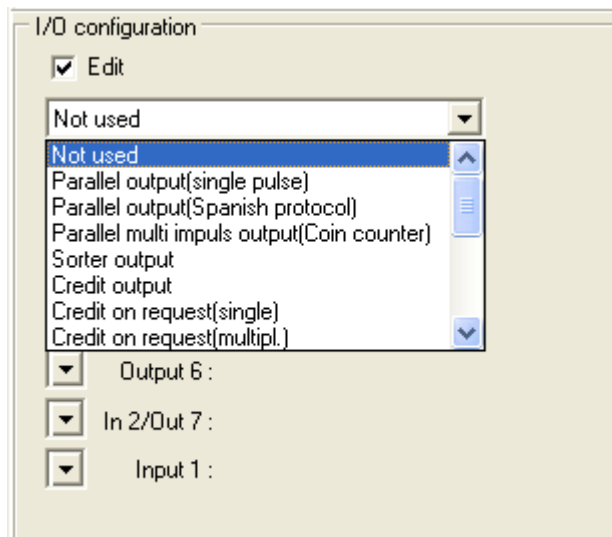 I/O configuration
Edit
Not used
Not used
Parallel output(single pulse)
Parallel output(Spanish protocol)
Parallel multi impuls output(Coin counter)
Sorter output
Credit output
Credit on request(single)
Credit on request(multipl.)
Output 6 :
In 2/Out 7 :
Input 1 :